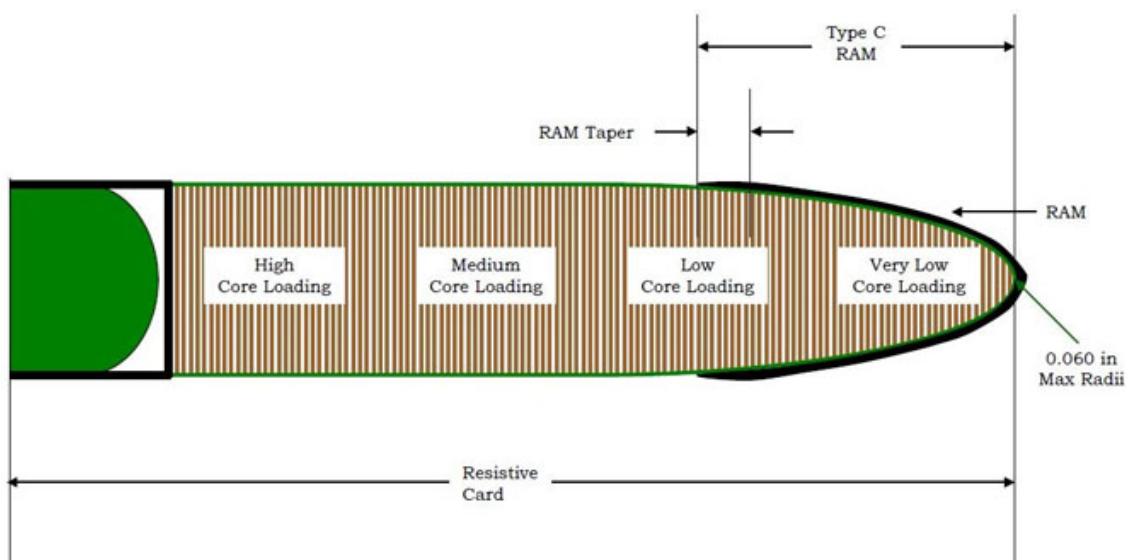 Type C
RAM
RAM Taper
RAM
High
Core Loading
Medium
Core Loading
Low
Core Loading
Very Low
Core Loading
0.060 in
Max Radii
Resistive
Card